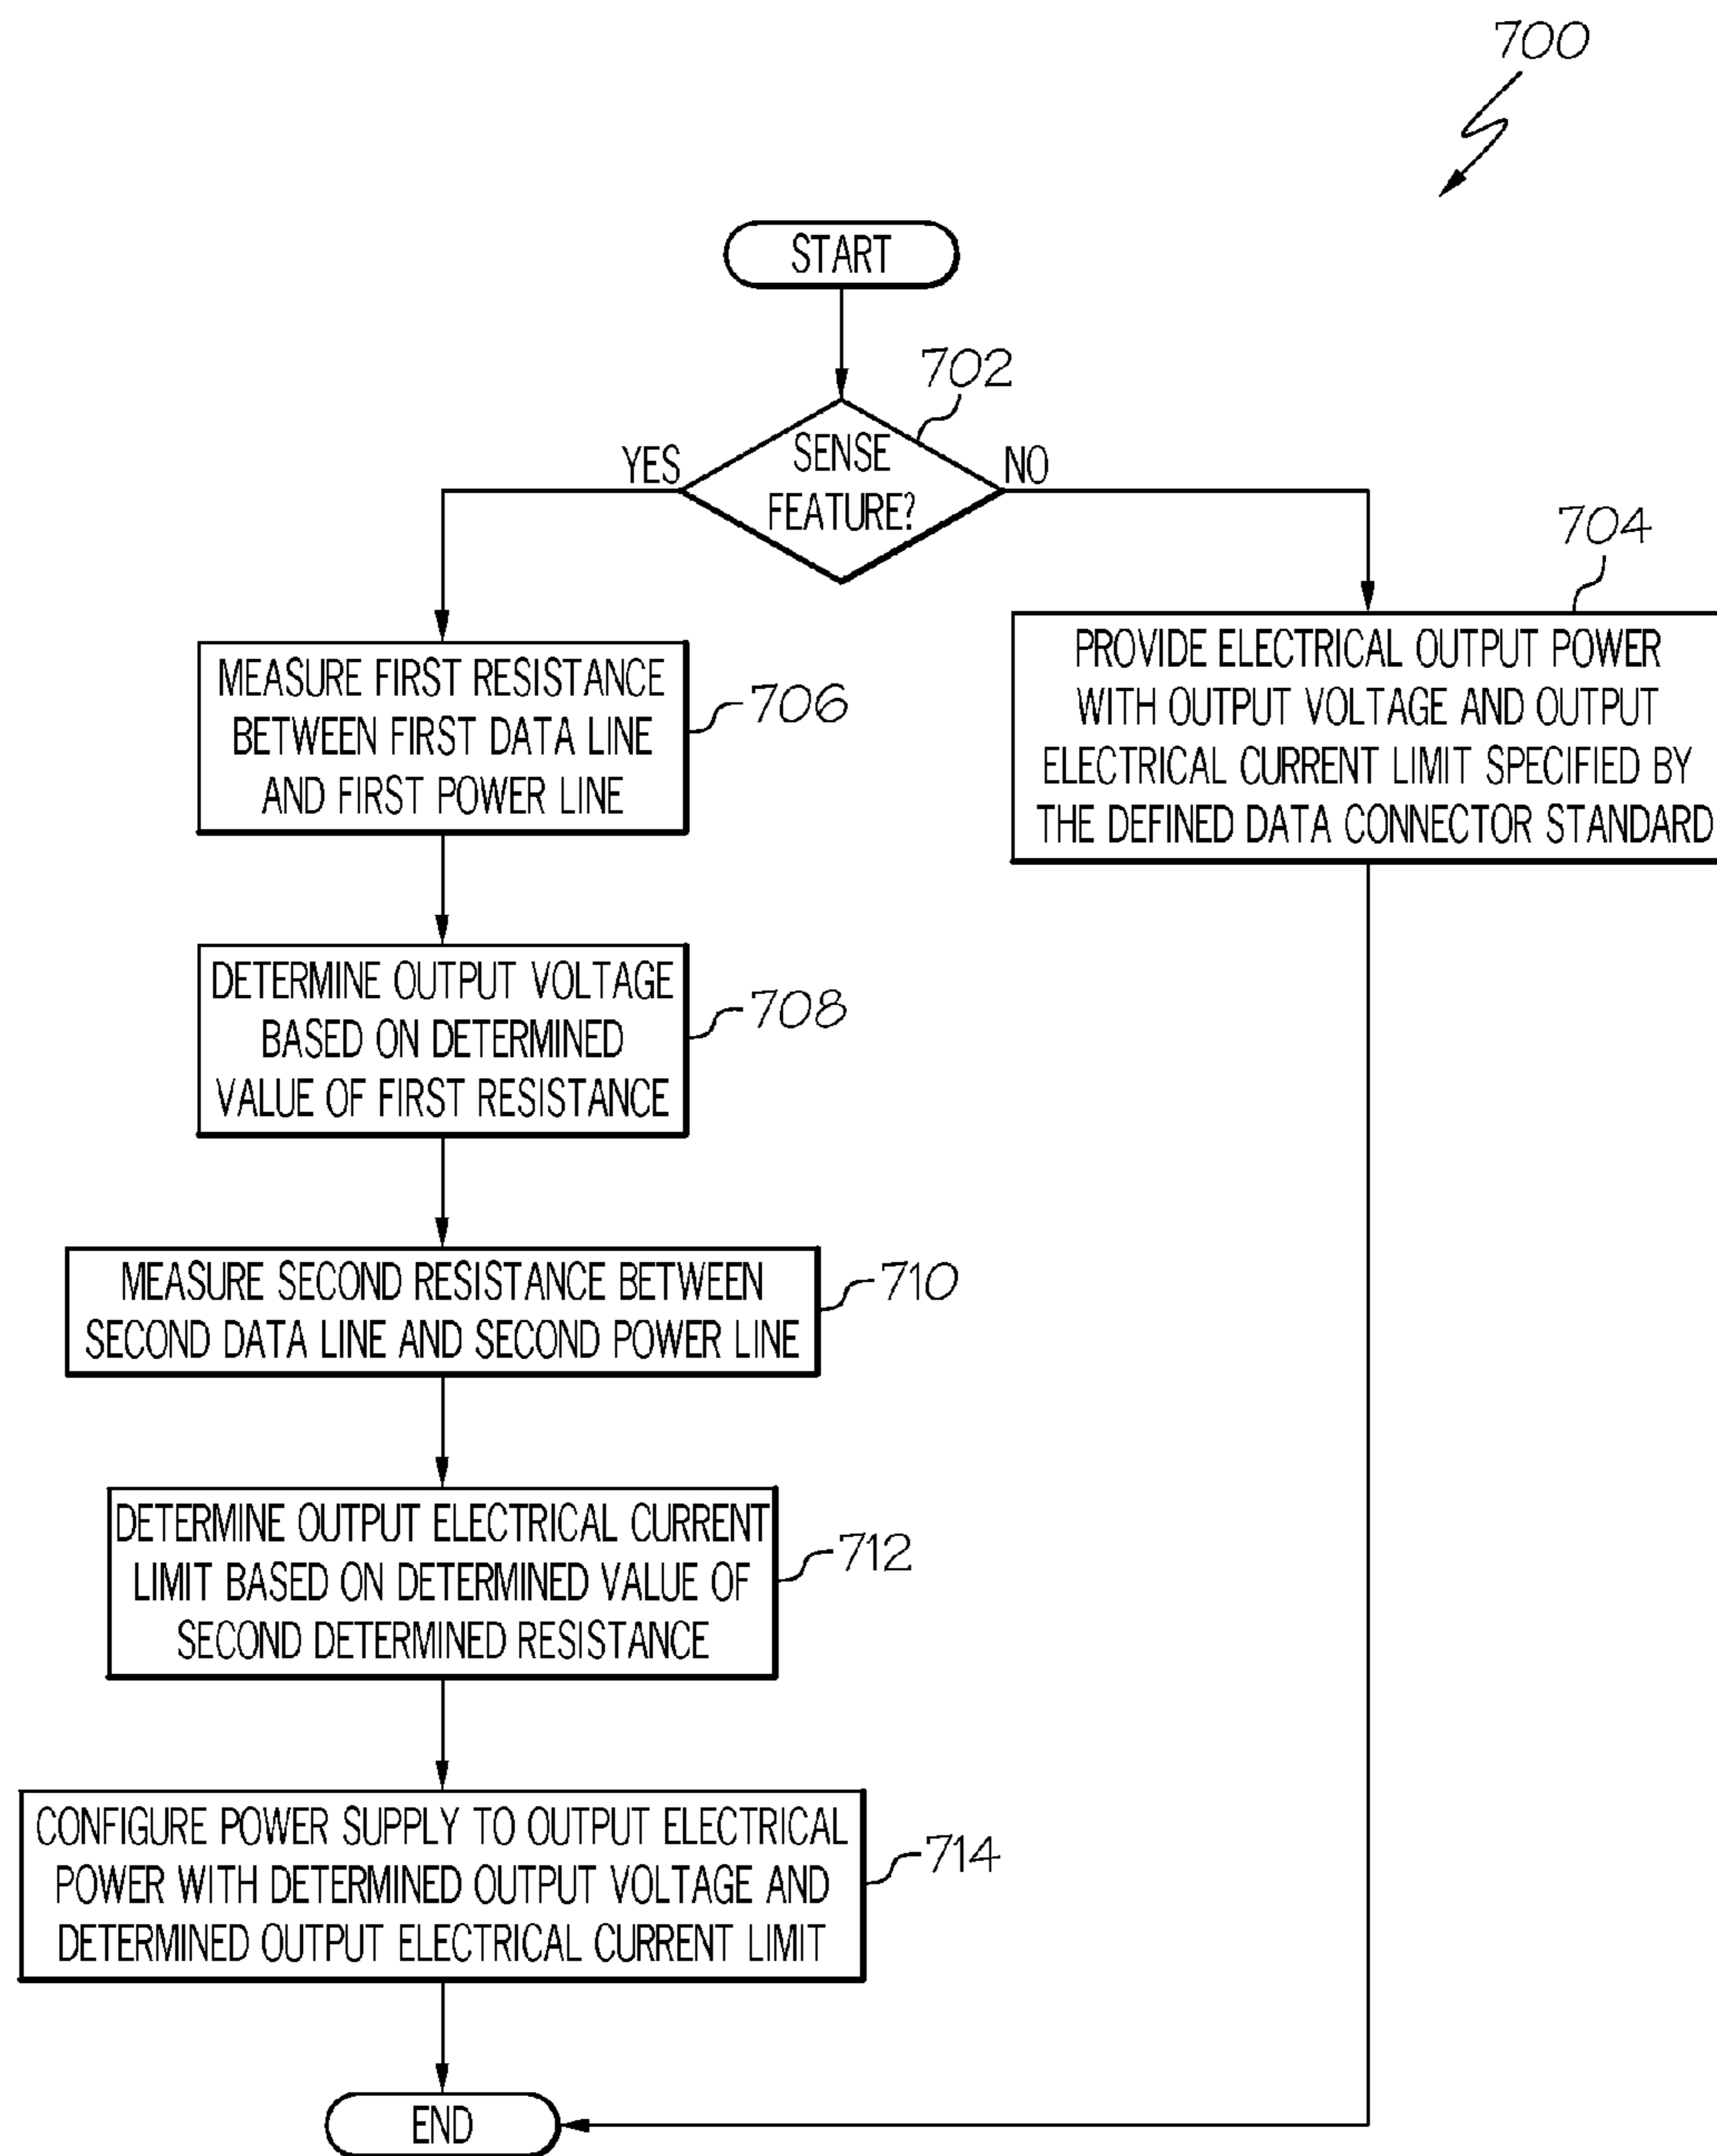 700
START
702
SENSE
FEATURE?
YES
NO
704
PROVIDE ELECTRICAL OUTPUT POWER
WITH OUTPUT VOLTAGE AND OUTPUT
ELECTRICAL CURRENT LIMIT SPECIFIED BY
THE DEFINED DATA CONNECTOR STANDARD
MEASURE FIRST RESISTANCE
BETWEEN FIRST DATA LINE
AND FIRST POWER LINE
706
DETERMINE OUTPUT VOLTAGE
BASED ON DETERMINED
VALUE OF FIRST RESISTANCE
708
MEASURE SECOND RESISTANCE BETWEEN
SECOND DATA LINE AND SECOND POWER LINE
710
DETERMINE OUTPUT ELECTRICAL CURRENT
LIMIT BASED ON DETERMINED VALUE OF
SECOND DETERMINED RESISTANCE
712
CONFIGURE POWER SUPPLY TO OUTPUT ELECTRICAL
POWER WITH DETERMINED OUTPUT VOLTAGE AND
DETERMINED OUTPUT ELECTRICAL CURRENT LIMIT
714
END